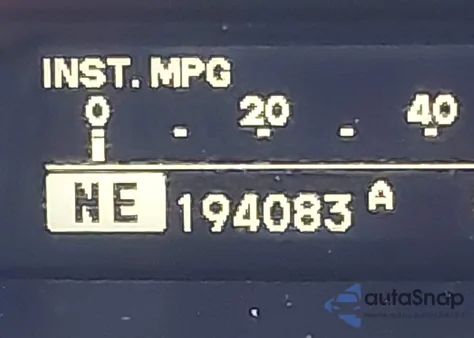 INST. MPG
0 20 40
NE 194083 A
autoSnap